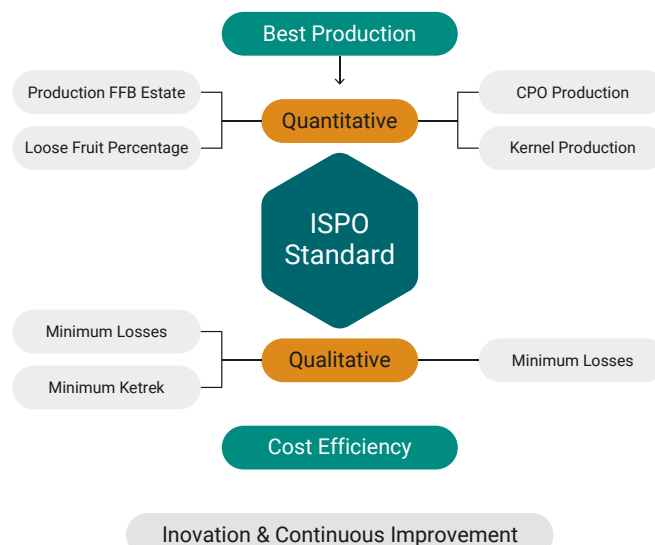 Best Production
Production FFB Estate
Loose Fruit Percentage
Quantitative
CPO Production
Kernel Production
ISPO
Standard
Minimum Losses
Minimum Ketrek
Qualitative
Minimum Losses
Cost Efficiency
Inovation & Continuous Improvement